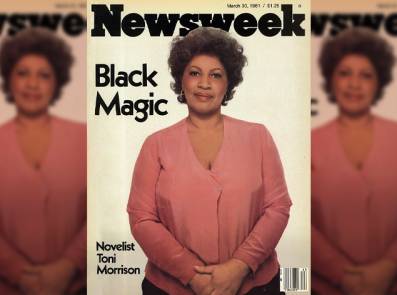 March 30, 1981 / $1.25
Newsweek
Black
Magic
Novelist
Toni
Morrison